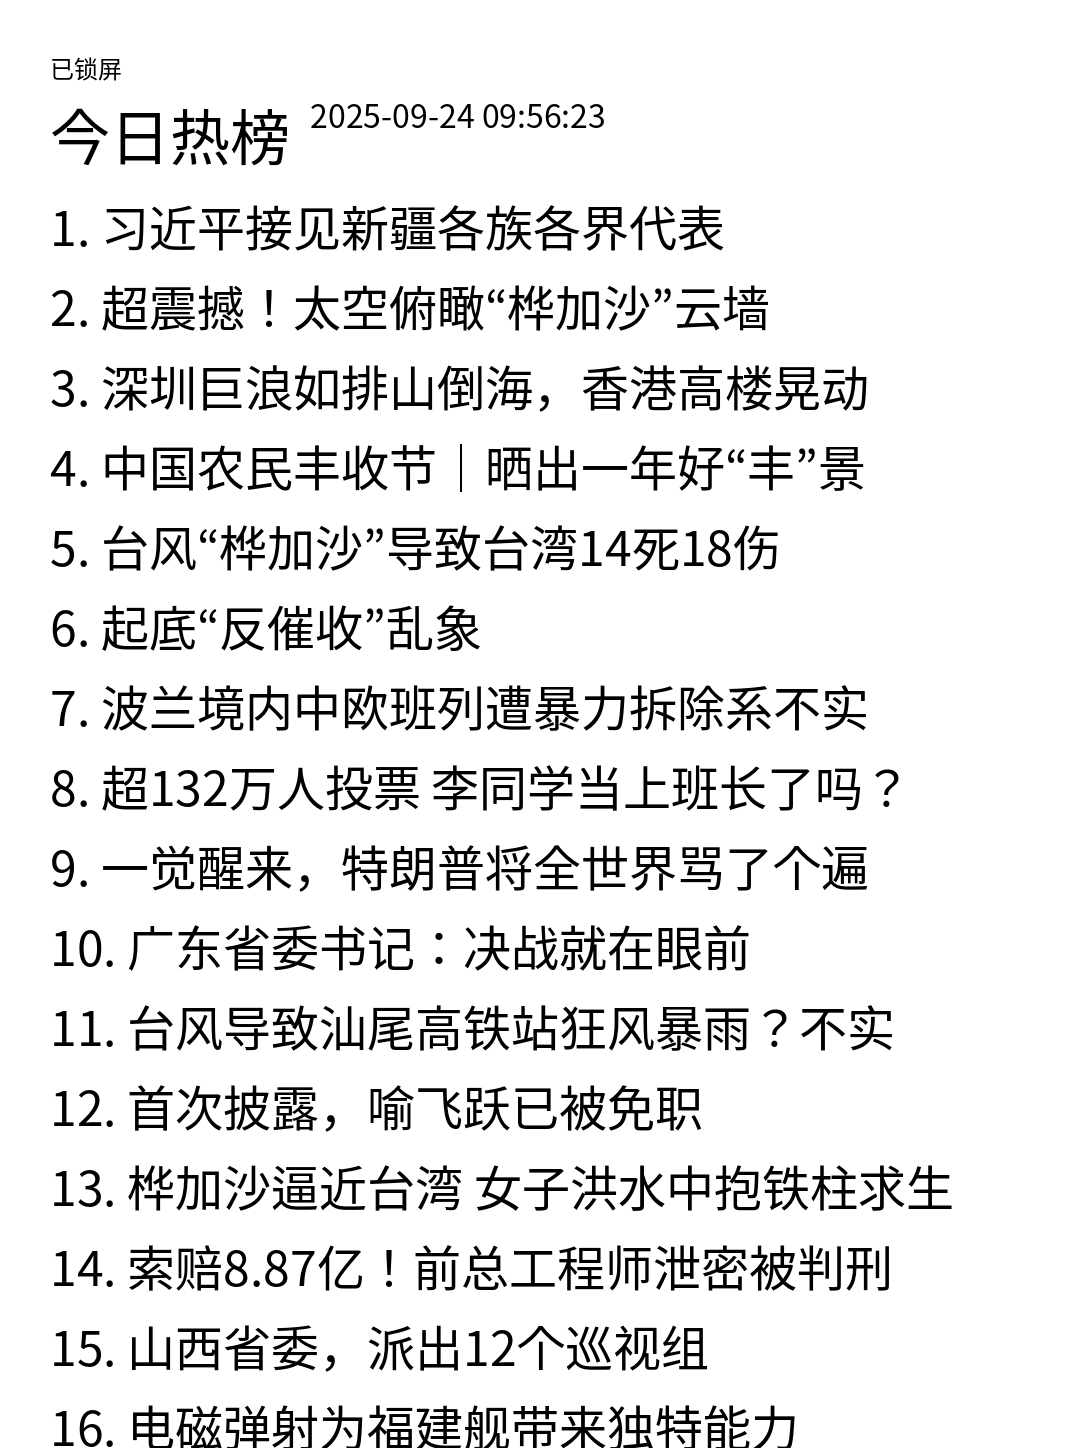 已锁屏
今日热榜 2025-09-24 09:56:23
1. 习近平接见新疆各族各界代表
2. 超震撼！太空俯瞰“桦加沙”云墙
3. 深圳巨浪如排山倒海，香港高楼晃动
4. 中国农民丰收节｜晒出一年好“丰”景
5. 台风“桦加沙”导致台湾14死18伤
6. 起底“反催收”乱象
7. 波兰境内中欧班列遭暴力拆除系不实
8. 超132万人投票 李同学当上班长了吗？
9. 一觉醒来，特朗普将全世界骂了个遍
10. 广东省委书记：决战就在眼前
11. 台风导致汕尾高铁站狂风暴雨？不实
12. 首次披露，喻飞跃已被免职
13. 桦加沙逼近台湾 女子洪水中抱铁柱求生
14. 索赔8.87亿！前总工程师泄密被判刑
15. 山西省委，派出12个巡视组
16. 电磁弹射为福建舰带来独特能力